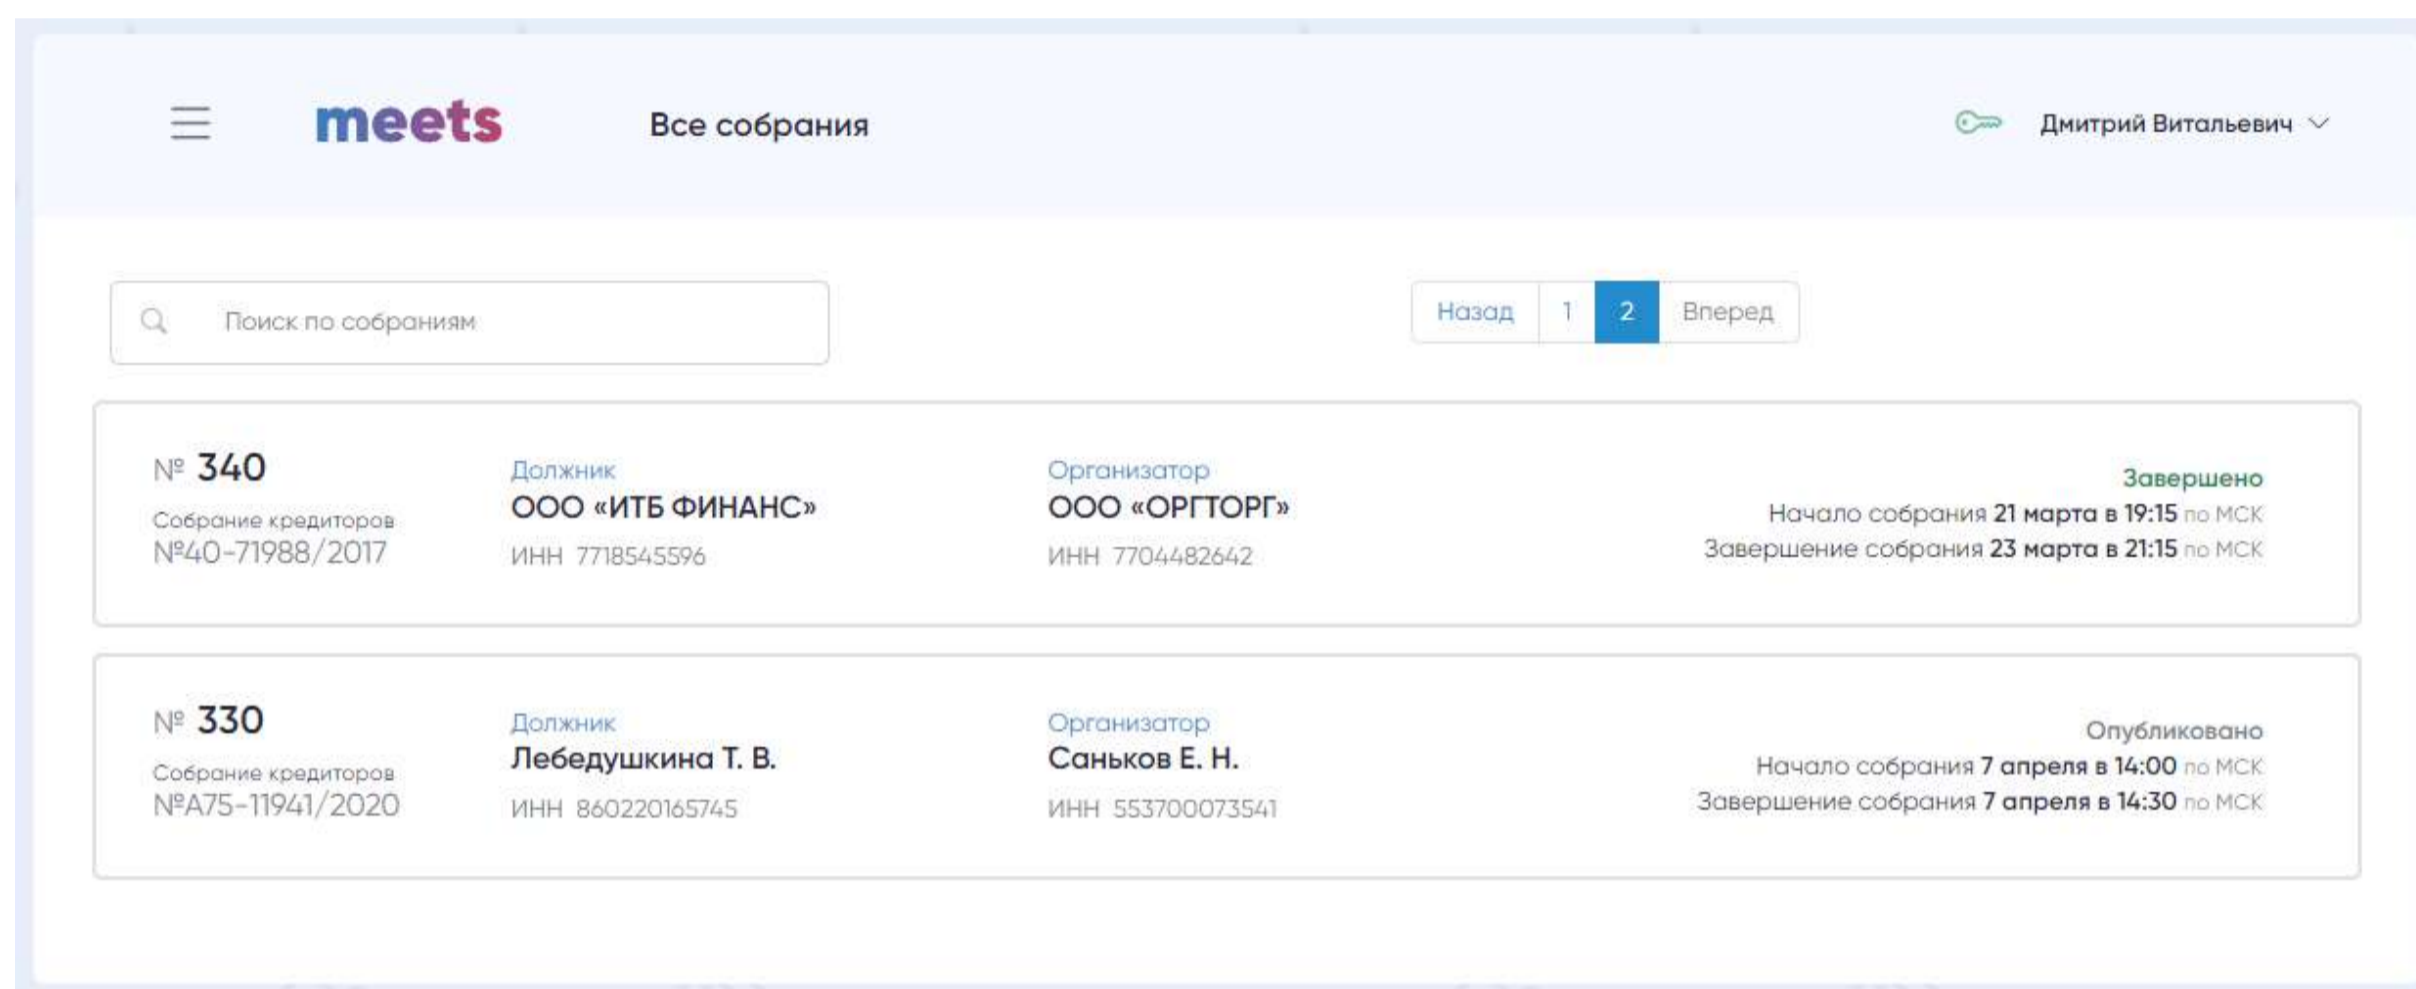 meets
Все собрания
Дмитрий Витальевич
Поиск по собраниям
Назад 1 2 Вперед
№ 340
Собрание кредиторов
№40-71988/2017
Должник
ООО «ИТБ ФИНАНС»
ИНН 7718545596
Организатор
ООО «ОРГТОРГ»
ИНН 7704482642
Завершено
Начало собрания 21 марта в 19:15 по МСК
Завершение собрания 23 марта в 21:15 по МСК
№ 330
Собрание кредиторов
№А75-11941/2020
Должник
Лебедушкина Т. В.
ИНН 860220165745
Организатор
Саньков Е. Н.
ИНН 553700073541
Опубликовано
Начало собрания 7 апреля в 14:00 по МСК
Завершение собрания 7 апреля в 14:30 по МСК